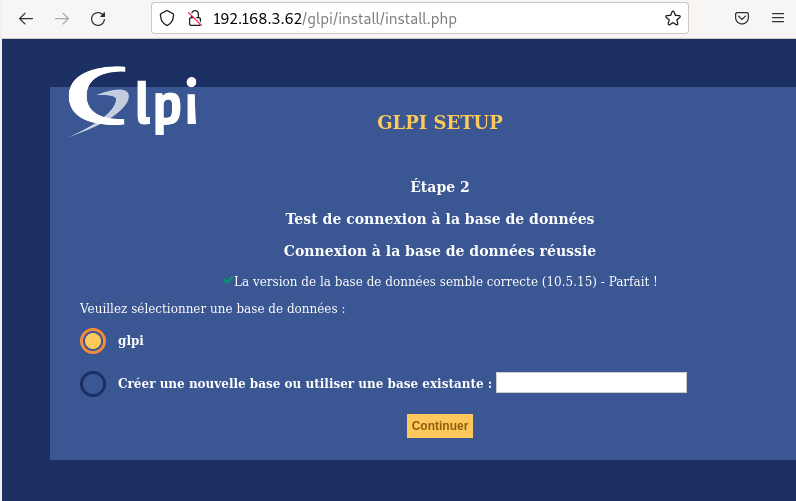 192.168.3.62/glpi/install/install.php
Glpi
GLPI SETUP
Étape 2
Test de connexion à la base de données
Connexion à la base de données réussie
La version de la base de données semble correcte (10.5.15) - Parfait !
Veuillez sélectionner une base de données :
glpi
Créer une nouvelle base ou utiliser une base existante :
Continuer